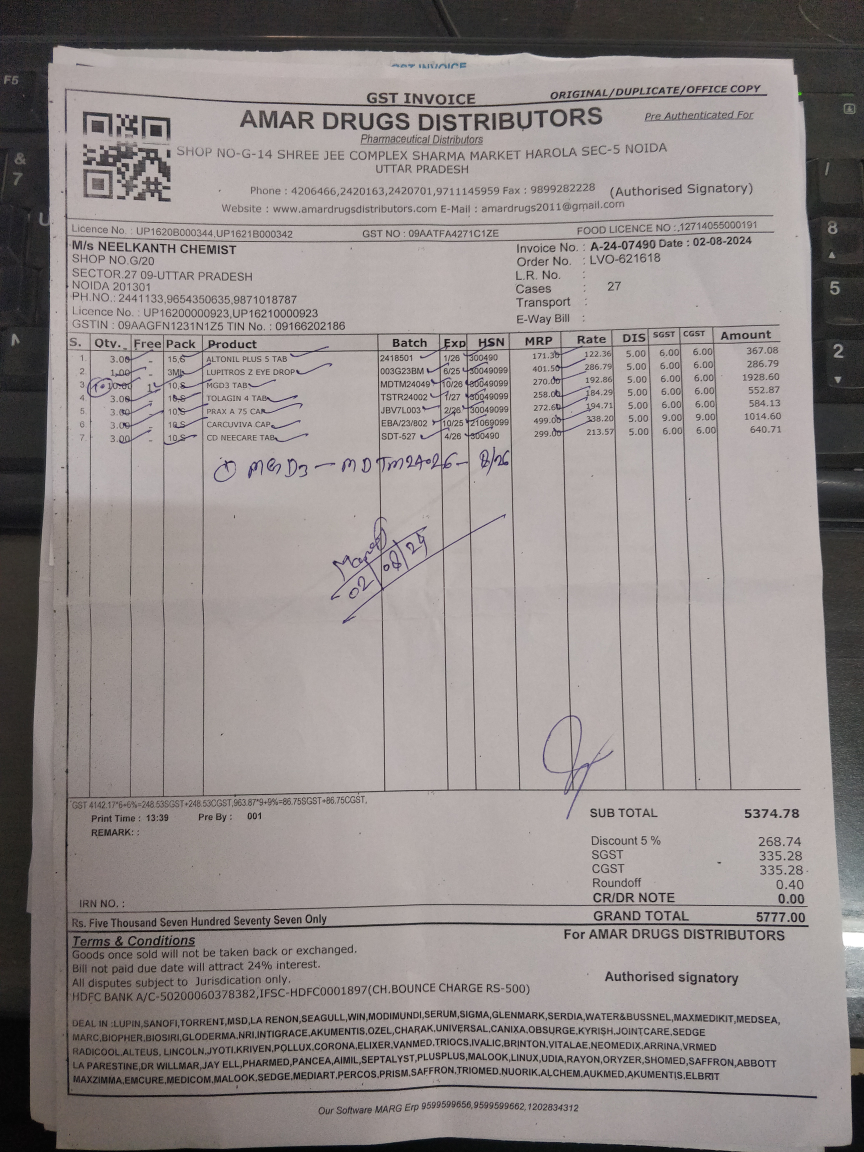 GST INVOICE
ORIGINAL/DUPLICATE/OFFICE COPY
AMAR DRUGS DISTRIBUTORS
Pre Authenticated For
Pharmaceutical Distributors
SHOP NO-G-14 SHREE JEE COMPLEX SHARMA MARKET HAROLA SEC-5 NOIDA
UTTAR PRADESH
Phone : 4206466,2420163,2420701,9711145959 Fax : 9899282228 (Authorised Signatory)
Website : www.amardrugsdistributors.com E-Mail : amardrugs2011@gmail.com
Licence No. : UP1620B000344,UP1621B000342 GST NO : 09AATFA4271C1ZE FOOD LICENCE NO :,12714055000191
M/s NEELKANTH CHEMIST
SHOP NO.G/20
SECTOR.27 09-UTTAR PRADESH
NOIDA 201301
PH.NO.: 2441133,9654350635,9871018787
Licence No. : UP16200000923,UP16210000923
GSTIN : 09AAGFN1231N1Z5 TIN No. : 09166202186
Invoice No. : A-24-07490 Date : 02-08-2024
Order No. : LVO-621618
L.R. No. :
Cases : 27
Transport :
E-Way Bill :
S. Qty. Free Pack Product Batch Exp HSN MRP Rate DIS SGST CGST Amount
1. 3.00 - 15,S ALTONIL PLUS 5 TAB 2418501 1/26 300490 171.30 122.36 5.00 6.00 6.00 367.08
2. 1.00 - 3ML LUPITROS Z EYE DROP 003G23BM 6/25 30049099 401.50 286.79 5.00 6.00 6.00 286.79
3. 10.00 10,S MGD3 TAB MDTM24049 10/26 30049099 270.00 192.86 5.00 6.00 6.00 1928.60
4. 3.00 - 10,S TOLAGIN 4 TAB TSTR24002 1/27 30049099 258.00 184.29 5.00 6.00 6.00 552.87
5. 3.00 - 10,S PRAX A 75 CAP JBV7L003 2/26 30049099 272.60 194.71 5.00 6.00 6.00 584.13
6. 3.00 - 10,S CARCUVIVA CAP EBA/23/802 10/25 21069099 499.00 338.20 5.00 9.00 9.00 1014.60
7. 3.00 - 10,S CD NEECARE TAB SDT-527 4/26 300490 299.00 213.57 5.00 6.00 6.00 640.71
① MGD3 - MDTM24026 - 8/26
02/08/24
GST 4142.17*6+6%=248.53SGST+248.53CGST,963.87*9+9%=86.75SGST+86.75CGST,
Print Time : 13:39 Pre By : 001
REMARK: :
SUB TOTAL 5374.78
Discount 5 % 268.74
SGST 335.28
CGST 335.28
Roundoff 0.40
CR/DR NOTE 0.00
IRN NO. :
GRAND TOTAL 5777.00
Rs. Five Thousand Seven Hundred Seventy Seven Only
For AMAR DRUGS DISTRIBUTORS
Terms & Conditions
Goods once sold will not be taken back or exchanged.
Bill not paid due date will attract 24% interest.
All disputes subject to Jurisdication only.
HDFC BANK A/C-50200060378382,IFSC-HDFC0001897(CH.BOUNCE CHARGE RS-500)
Authorised signatory
DEAL IN :LUPIN,SANOFI,TORRENT,MSD,LA RENON,SEAGULL,WIN,MODIMUNDI,SERUM,SIGMA,GLENMARK,SERDIA,WATER&BUSSNEL,MAXMEDIKIT,MEDSEA,
MARC,BIOPHER,BIOSIRI,GLODERMA,NRI,INTIGRACE,AKUMENTIS,OZEL,CHARAK,UNIVERSAL,CANIXA,OBSURGE,KYRISH,JOINTCARE,SEDGE
RADICOOL,ALTEUS, LINCOLN,JYOTI,KRIVEN,POLLUX,CORONA,ELIXER,VANMED,TRIOCS,IVALIC,BRINTON,VITALAE,NEOMEDIX,ARRINA,VRMED
LA PARESTINE,DR WILLMAR,JAY ELL,PHARMED,PANCEA,AIMIL,SEPTALYST,PLUSPLUS,MALOOK,LINUX,UDIA,RAYON,ORYZER,SHOMED,SAFFRON,ABBOTT
MAXZIMMA,EMCURE,MEDICOM,MALOOK,SEDGE,MEDIART,PERCOS,PRISM,SAFFRON,TRIOMED,NUORIK,ALCHEM,AUKMED,AKUMENTIS,ELBRIT
Our Software MARG Erp 9599599656,9599599662,1202834312